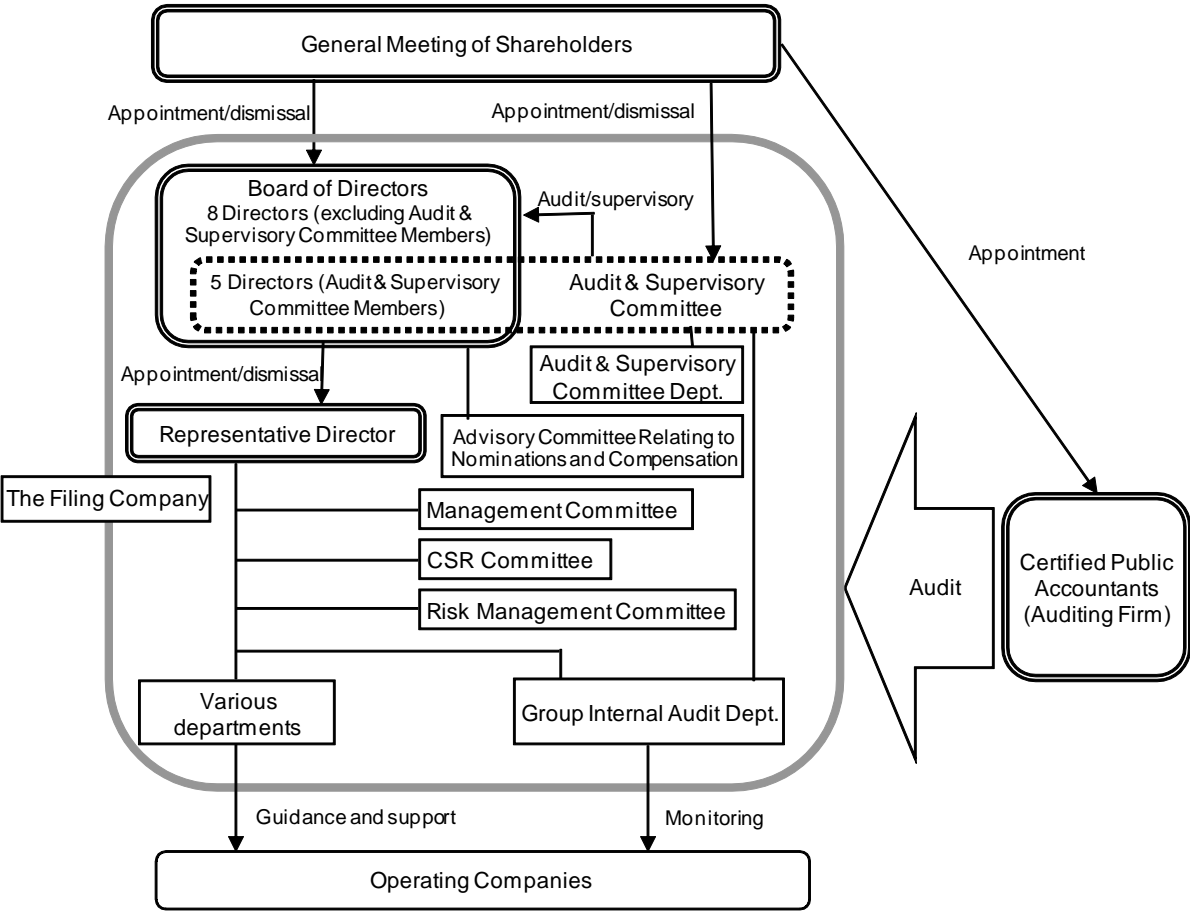 General Meeting of Shareholders
Appointment/dismissal
Appointment/dismissal
Board of Directors
8 Directors (excluding Audit &
Supervisory Committee Members)
Audit/supervisory
Appointment
5 Directors (Audit & Supervisory
Committee Members)
Audit & Supervisory
Committee
Audit & Supervisory
Committee Dept.
Appointment/dismissal
Representative Director
Advisory Committee Relating to
Nominations and Compensation
The Filing Company
Management Committee
CSR Committee
Risk Management Committee
Audit
Certified Public
Accountants
(Auditing Firm)
Various
departments
Group Internal Audit Dept.
Guidance and support
Monitoring
Operating Companies